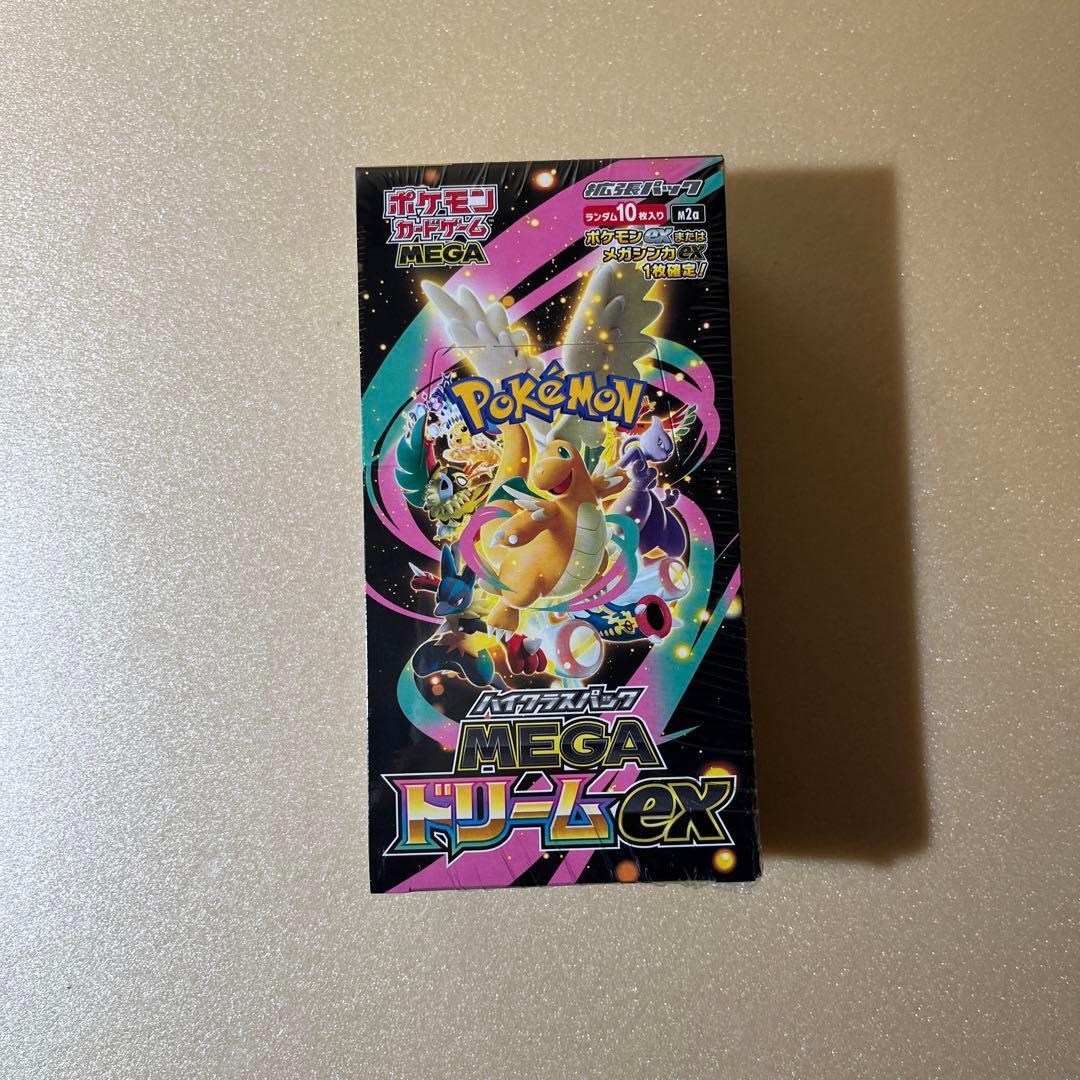 ポケモン
カードゲーム
MEGA
拡張パック
ランダム10枚入り M2a
ポケモンexまたは
メガシンカex
1枚確定!
POKéMON
ハイクラスパック
MEGA
ドリームex